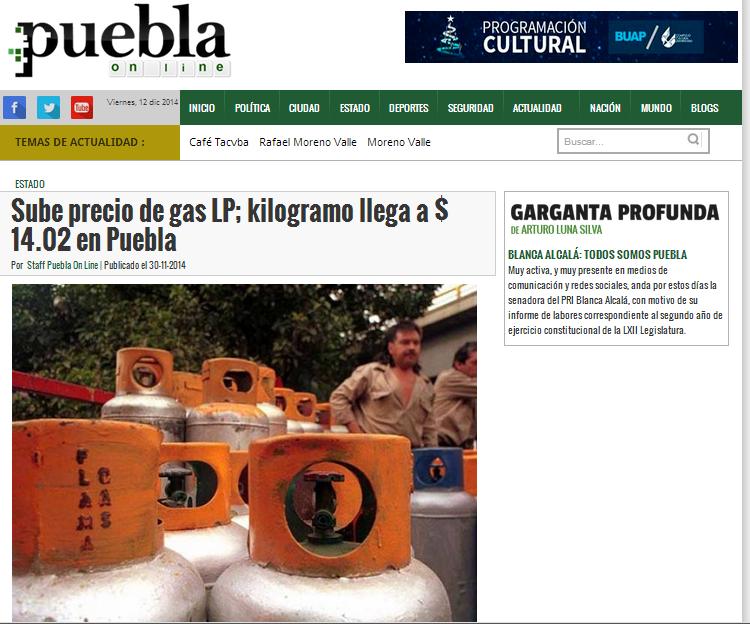 puebla
on line
PROGRAMACIÓN
CULTURAL
BUAP
Viernes, 12 dic 2014
INICIO POLÍTICA CIUDAD ESTADO DEPORTES SEGURIDAD ACTUALIDAD NACIÓN MUNDO BLOGS
f You Tube
TEMAS DE ACTUALIDAD : Café Tacvba Rafael Moreno Valle Moreno Valle Buscar...
ESTADO
Sube precio de gas LP; kilogramo llega a $
14.02 en Puebla
Por Staff Puebla On Line | Publicado el 30-11-2014
GARGANTA PROFUNDA
DE ARTURO LUNA SILVA
BLANCA ALCALÁ: TODOS SOMOS PUEBLA
Muy activa, y muy presente en medios de
comunicación y redes sociales, anda por estos días la
senadora del PRI Blanca Alcalá, con motivo de su
informe de labores correspondiente al segundo año de
ejercicio constitucional de la LXII Legislatura.
FLAMA
GAS